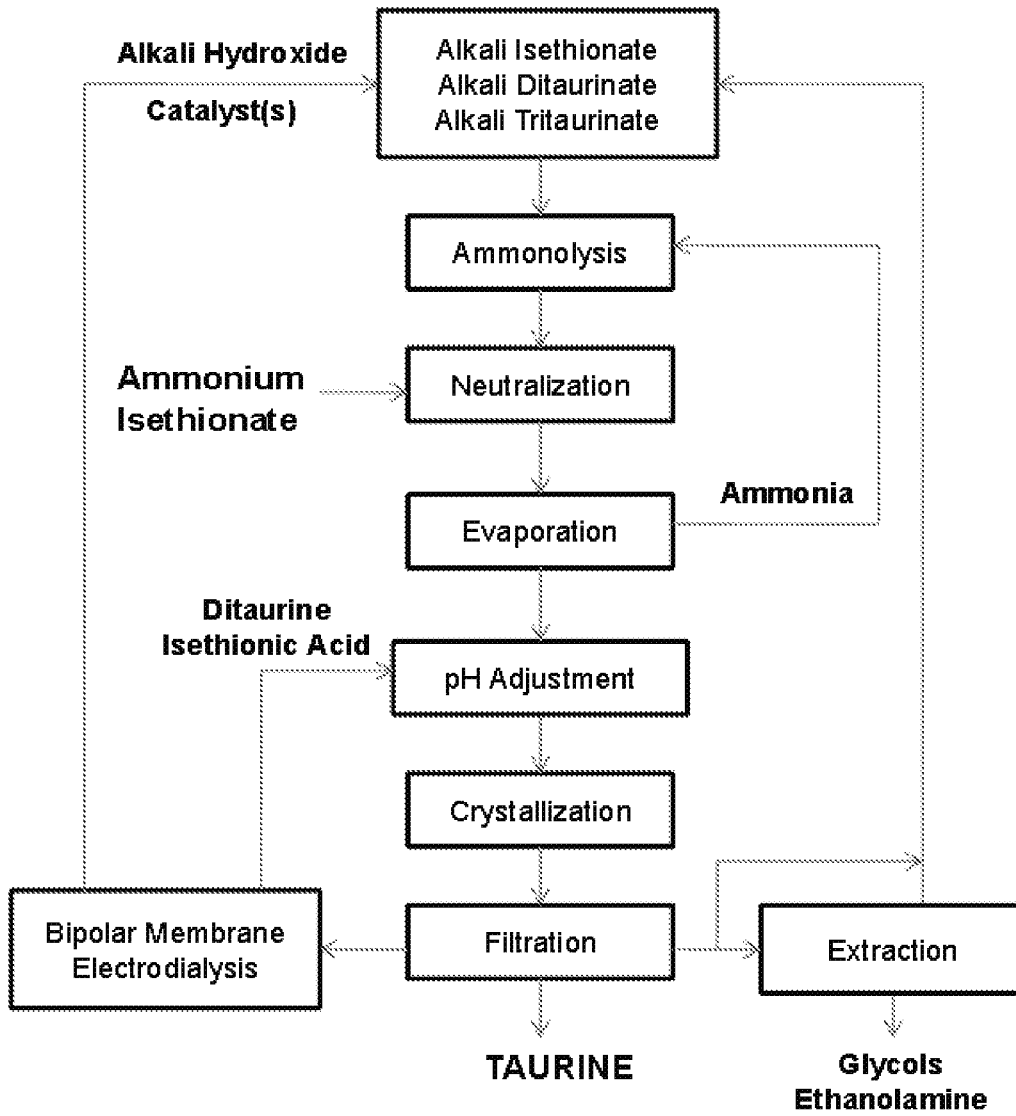 Alkali Hydroxide
Catalyst(s)
Alkali Isethionate
Alkali Ditaurinate
Alkali Tritaurinate
Ammonolysis
Ammonium
Isethionate
Neutralization
Ammonia
Evaporation
Ditaurine
Isethionic Acid
pH Adjustment
Crystallization
Bipolar Membrane
Electrodialysis
Filtration
Extraction
TAURINE
Glycols
Ethanolamine